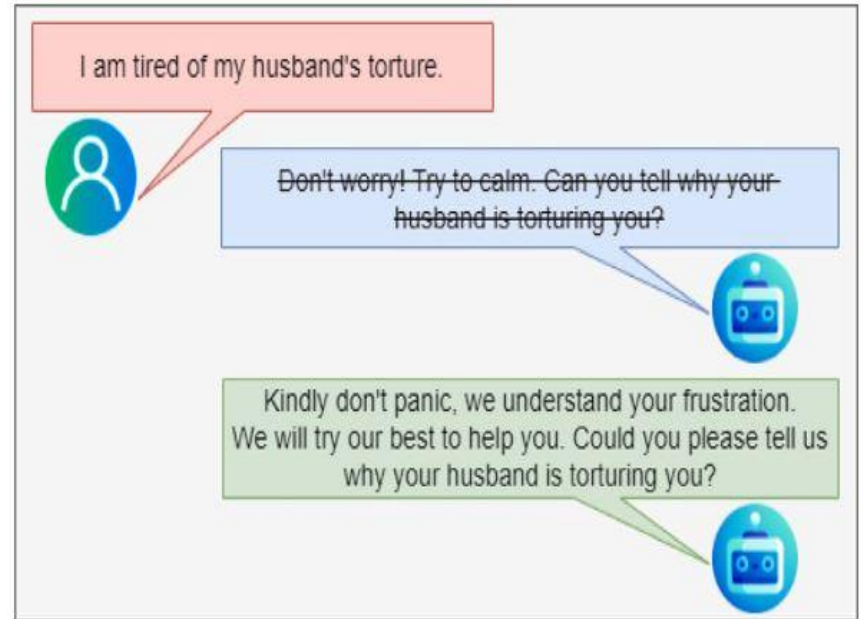 I am tired of my husband's torture.
Don't worry! Try to calm. Can you tell why your
husband is torturing you?
Kindly don't panic, we understand your frustration.
We will try our best to help you. Could you please tell us
why your husband is torturing you?